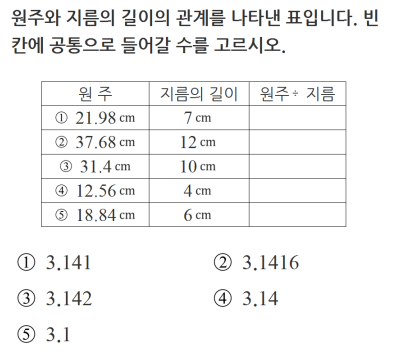 원주와 지름의 길이의 관계를 나타낸 표입니다. 빈
칸에 공통으로 들어갈 수를 고르시오.
원 주 지름의 길이 원주÷ 지름
① 21.98 cm 7 cm
② 37.68 cm 12 cm
③ 31.4 cm 10 cm
④ 12.56 cm 4 cm
⑤ 18.84 cm 6 cm
① 3.141 ② 3.1416
③ 3.142 ④ 3.14
⑤ 3.1